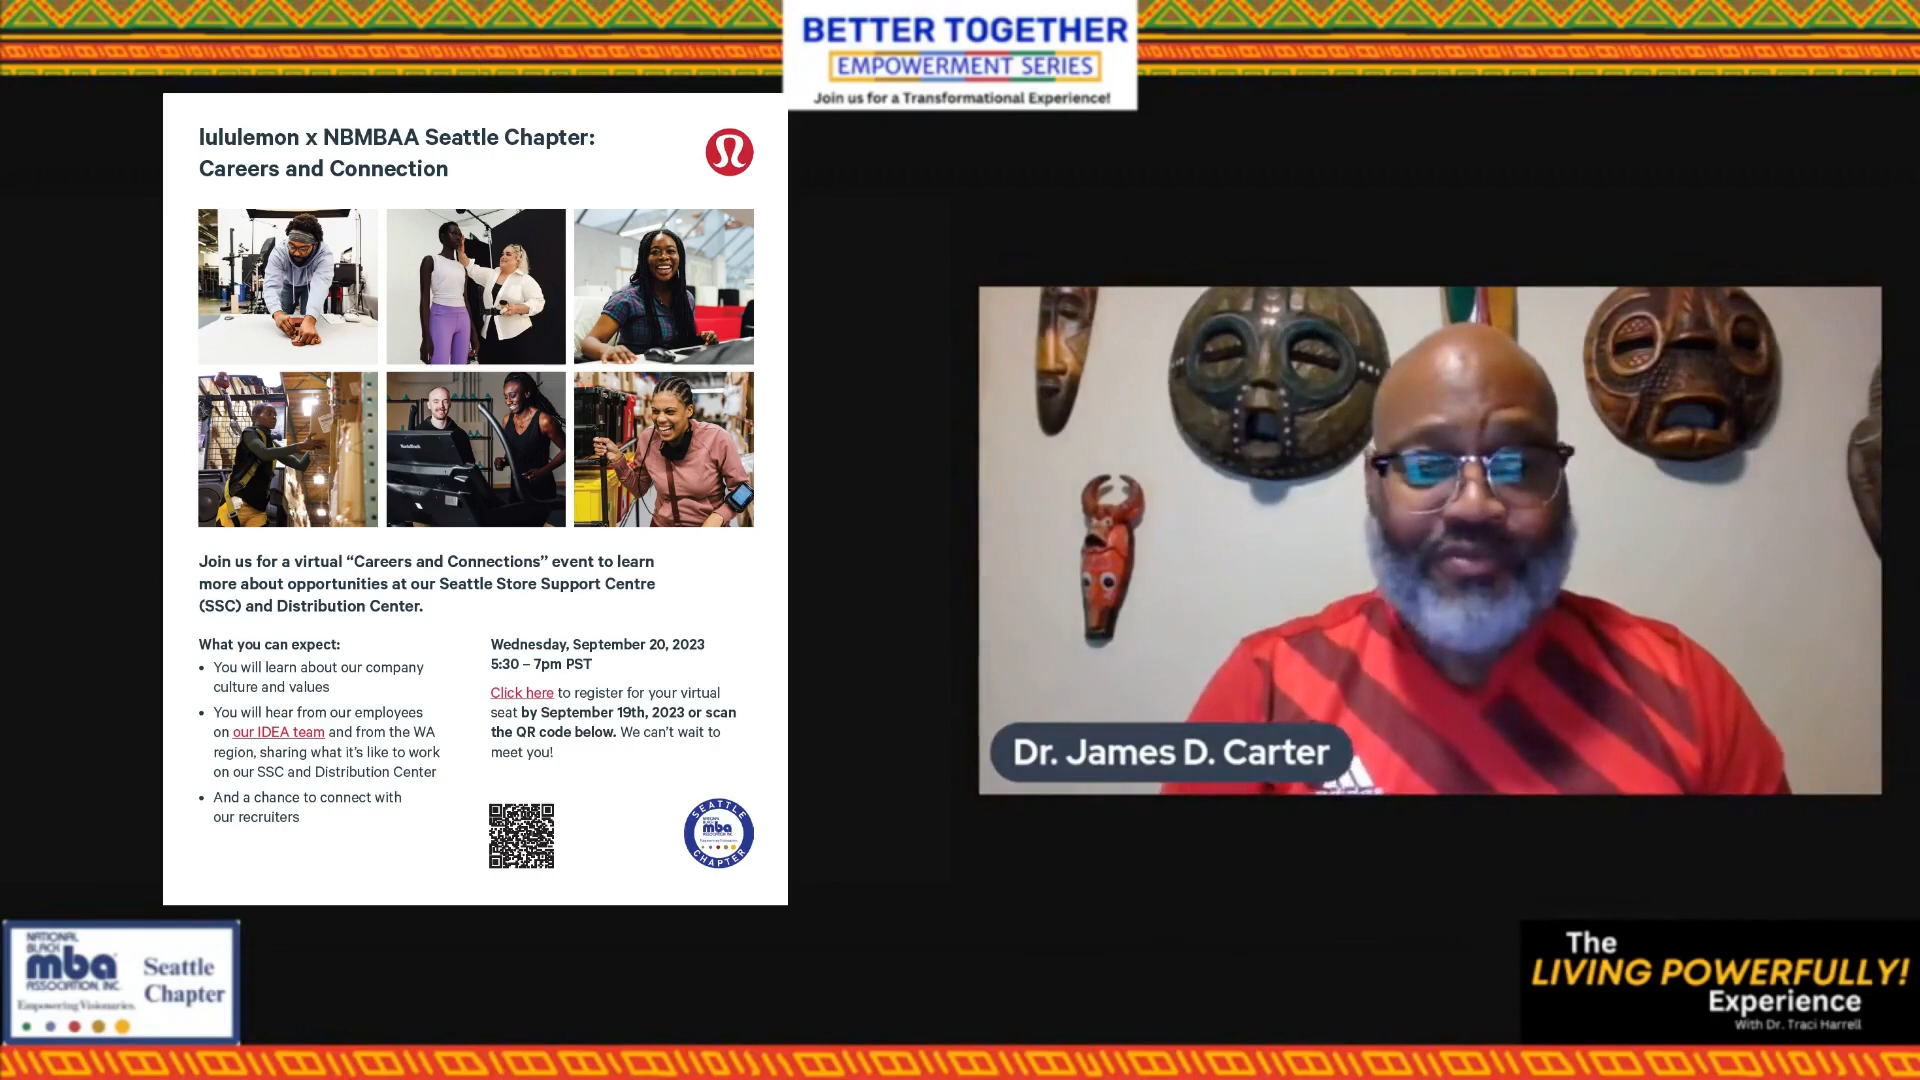 BETTER TOGETHER
EMPOWERMENT SERIES
Join us for a Transformational Experience!
lululemon x NBMBAA Seattle Chapter:
Careers and Connection
Join us for a virtual “Careers and Connections” event to learn
more about opportunities at our Seattle Store Support Centre
(SSC) and Distribution Center.
What you can expect:
• You will learn about our company
culture and values
• You will hear from our employees
on our IDEA team and from the WA
region, sharing what it’s like to work
on our SSC and Distribution Center
• And a chance to connect with
our recruiters
Wednesday, September 20, 2023
5:30 – 7pm PST
Click here to register for your virtual
seat by September 19th, 2023 or scan
the QR code below. We can’t wait to
meet you!
SEATTLE
mba
CHAPTER
Dr. James D. Carter
NATIONAL
BLACK
mba
ASSOCIATION, INC.
Empowering Visionaries.
Seattle
Chapter
The
LIVING POWERFULLY!
Experience
With Dr. Traci Harrell